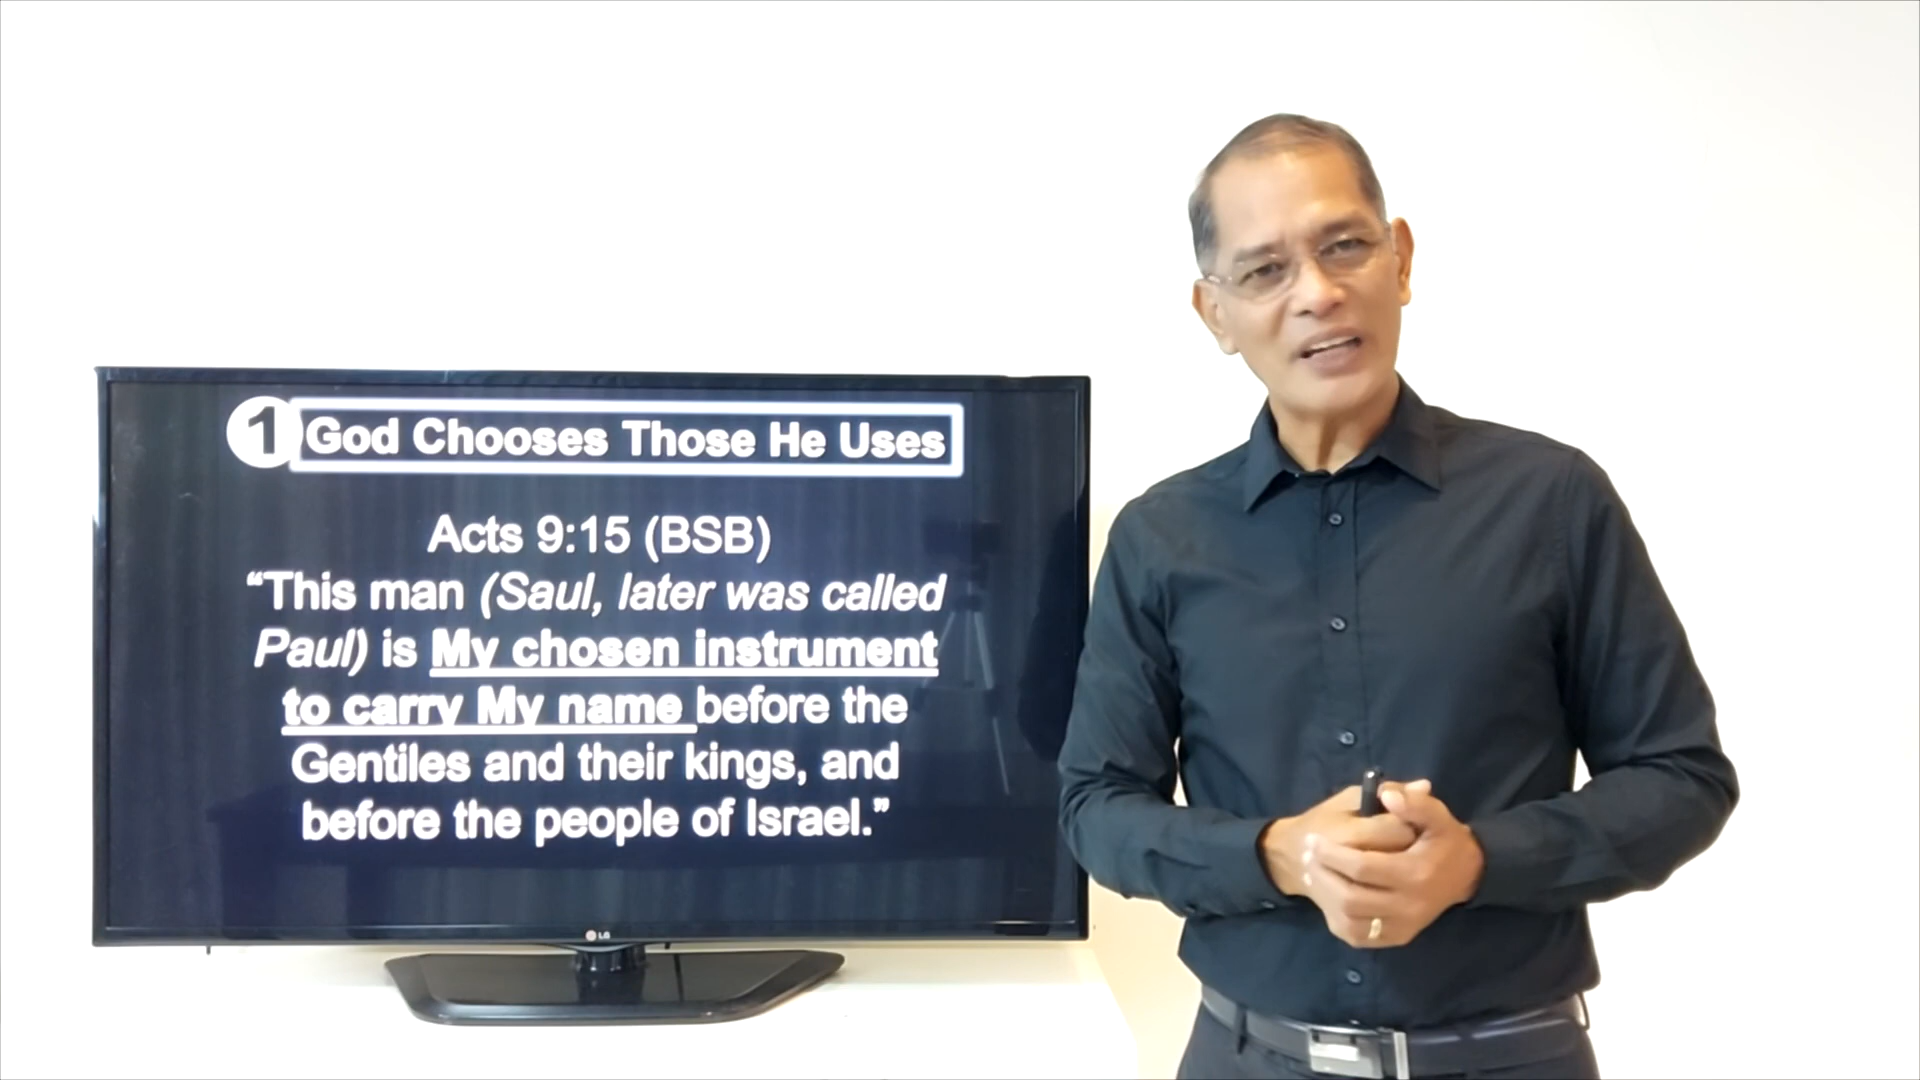 1 God Chooses Those He Uses
Acts 9:15 (BSB)
“This man (Saul, later was called
Paul) is My chosen instrument
to carry My name before the
Gentiles and their kings, and
before the people of Israel.”
LG